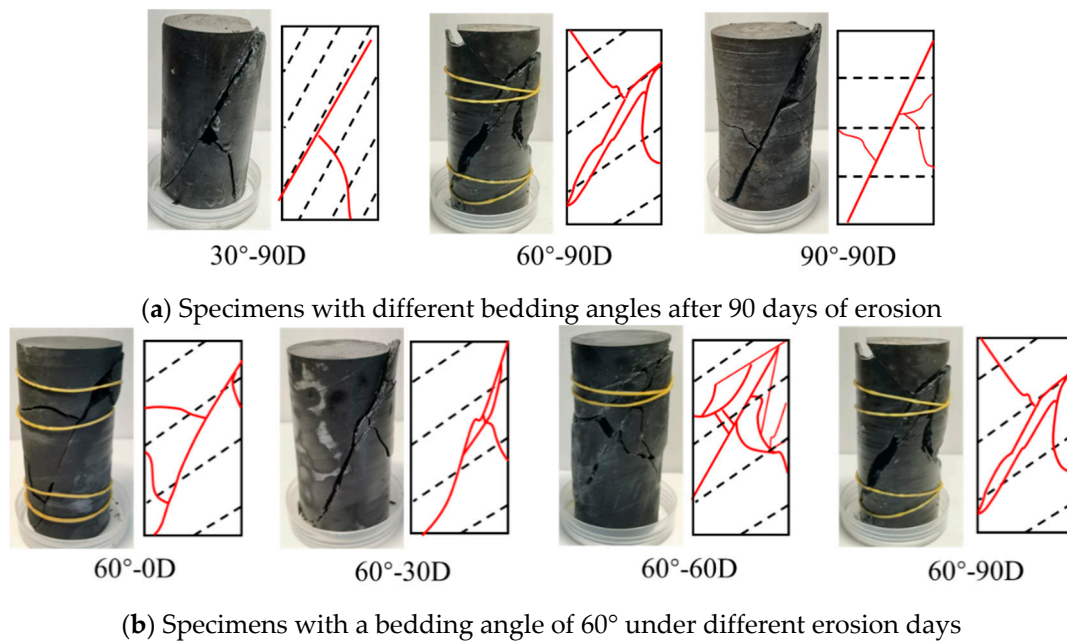 30°-90D
60°-90D
90°-90D
(a) Specimens with different bedding angles after 90 days of erosion
60°-0D
60°-30D
60°-60D
60°-90D
(b) Specimens with a bedding angle of 60° under different erosion days